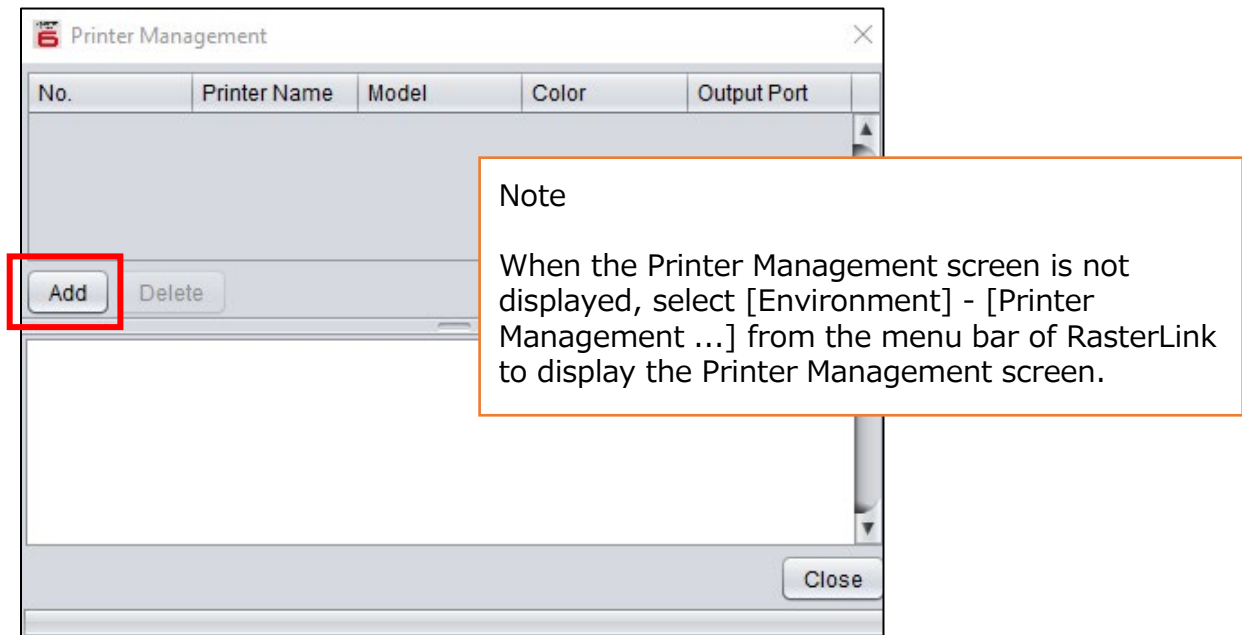 Printer Management
No. Printer Name Model Color Output Port
Note
When the Printer Management screen is not
displayed, select [Environment] - [Printer
Management ...] from the menu bar of RasterLink
to display the Printer Management screen.
Add Delete
Close